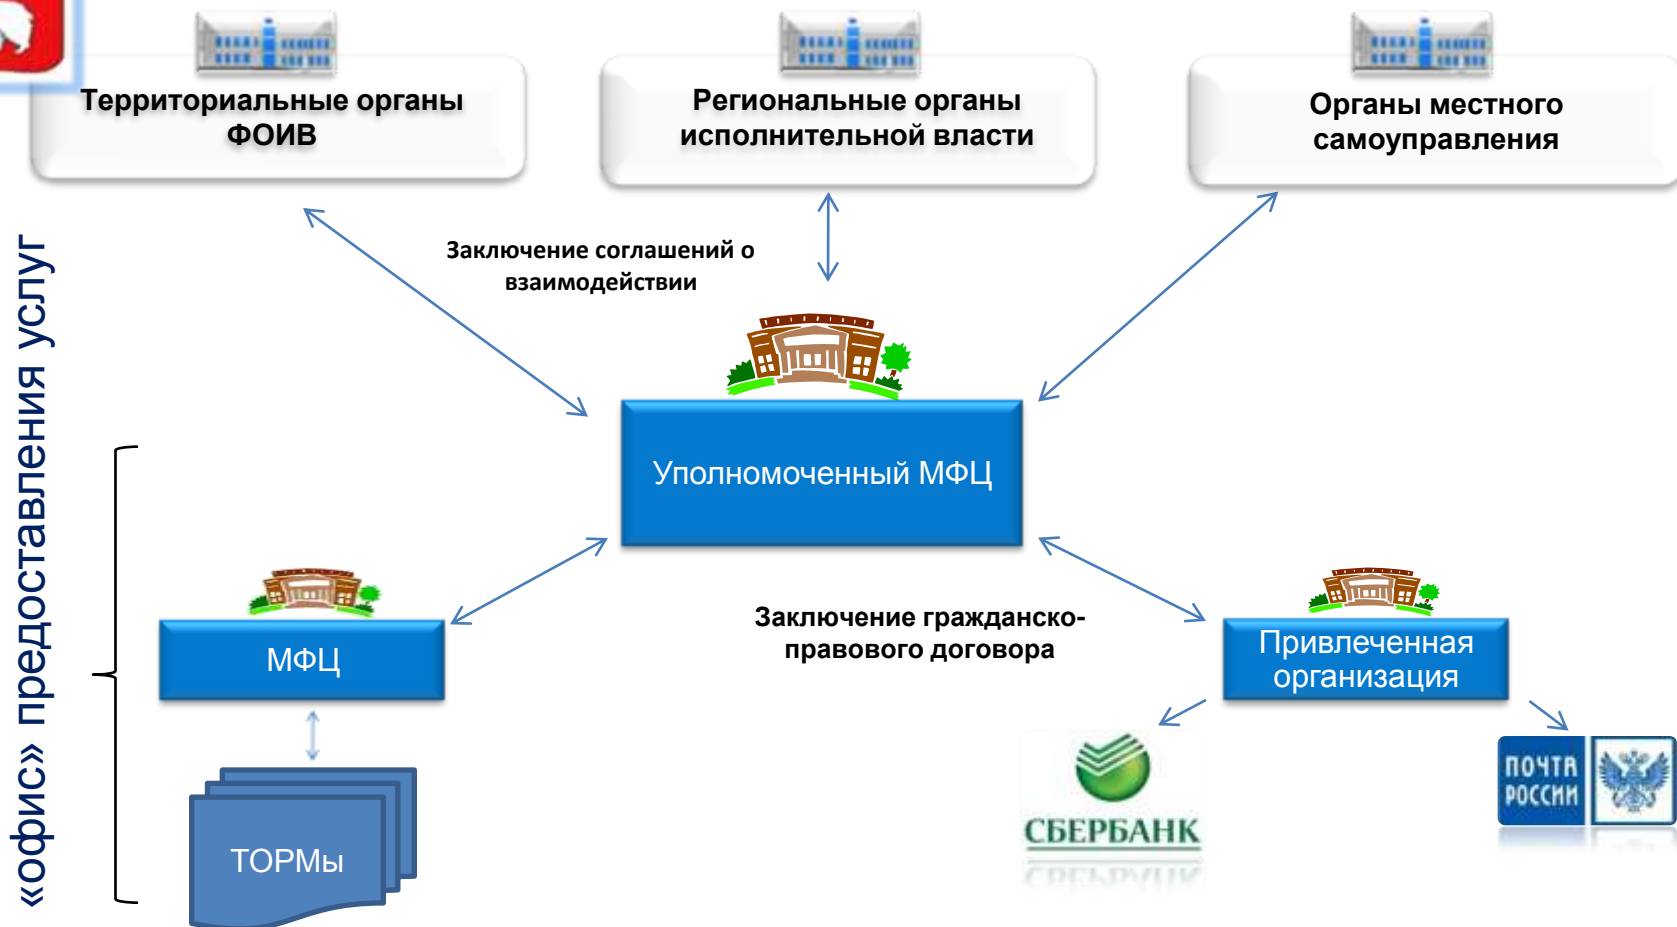 Территориальные органы
ФОИВ
Региональные органы
исполнительной власти
Органы местного
самоуправления
Заключение соглашений о
взаимодействии
«офис» предоставления услуг
Уполномоченный МФЦ
МФЦ
Заключение гражданско-
правового договора
Привлеченная
организация
ТОРМы
СБЕРБАНК
ПОЧТА
РОССИИ